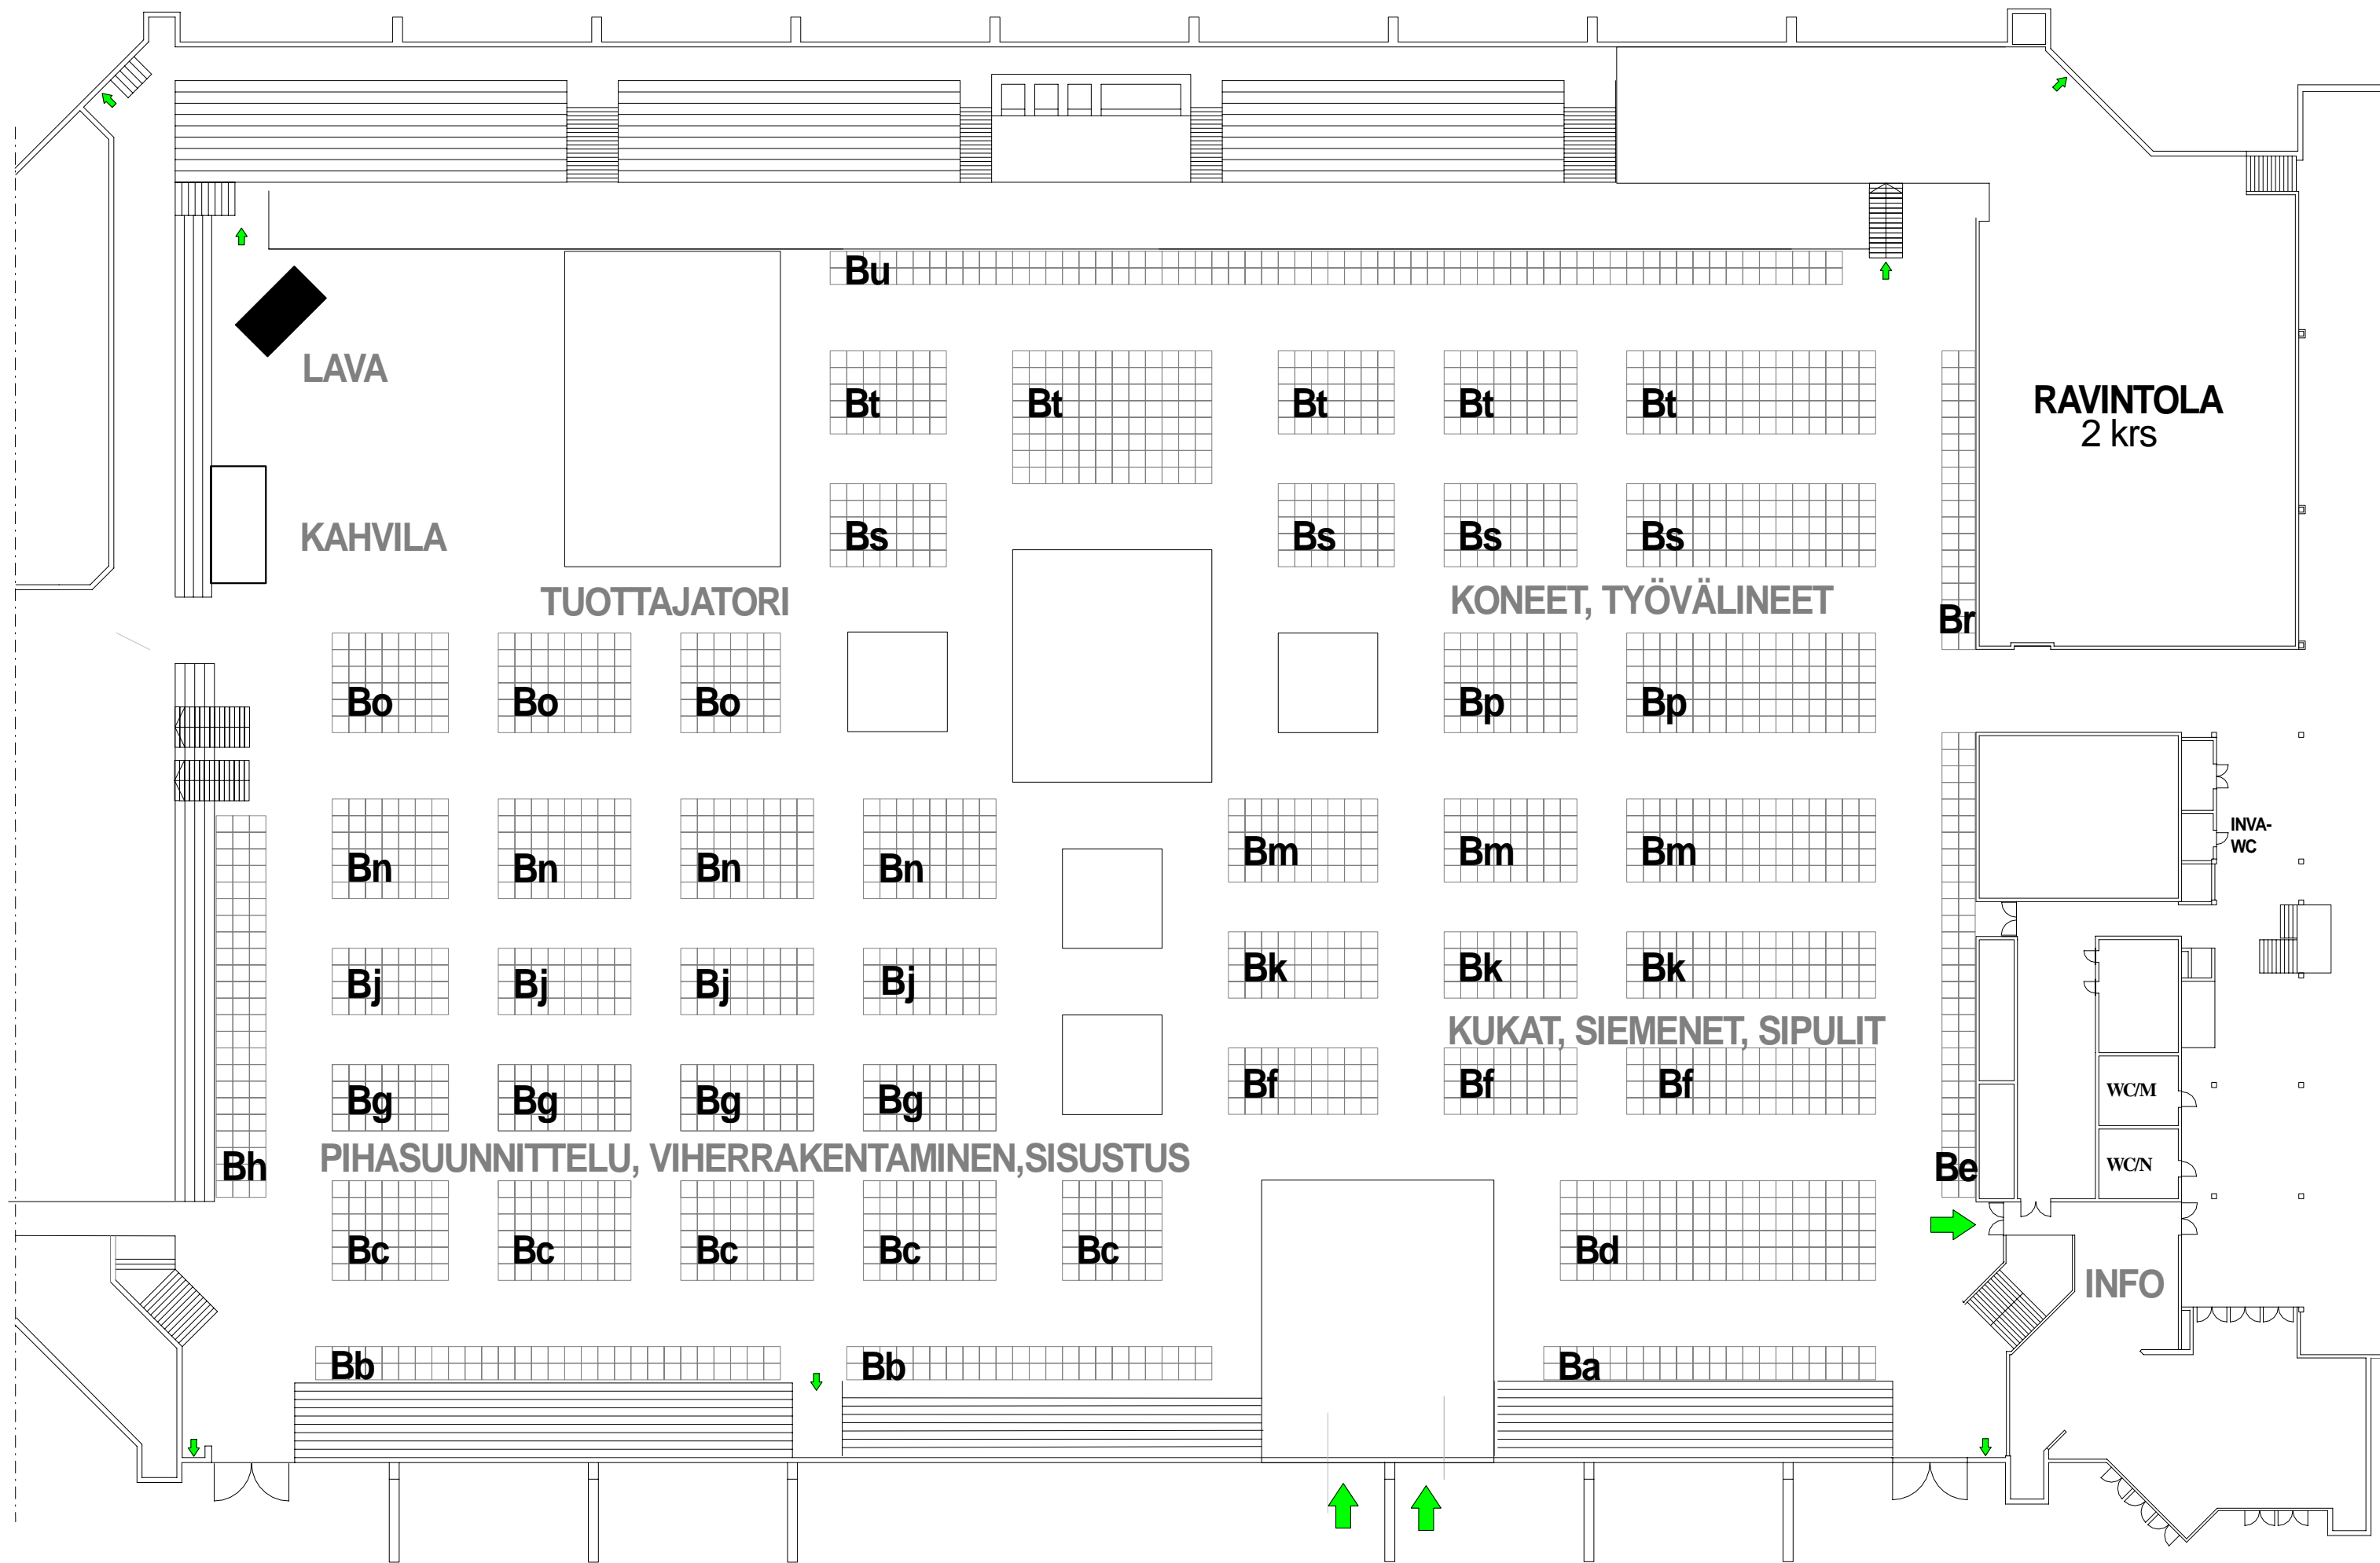 Bu
LAVA
Bt
Bt
Bt
Bt
Bt
RAVINTOLA
2 krs
KAHVILA
Bs
Bs
Bs
Bs
TUOTTAJATORI
KONEET, TYÖVÄLINEET
Br
Bo
Bo
Bo
Bp
Bp
INVA-
WC
Bn
Bn
Bn
Bn
Bm
Bm
Bm
Bj
Bj
Bj
Bj
Bk
Bk
Bk
KUKAT, SIEMENET, SIPULIT
Bg
Bg
Bg
Bg
Bf
Bf
Bf
WC/M
PIHASUUNNITTELU, VIHERRAKENTAMINEN,SISUSTUS
Bh
Be
WC/N
Bc
Bc
Bc
Bc
Bc
Bd
INFO
Bb
Bb
Ba